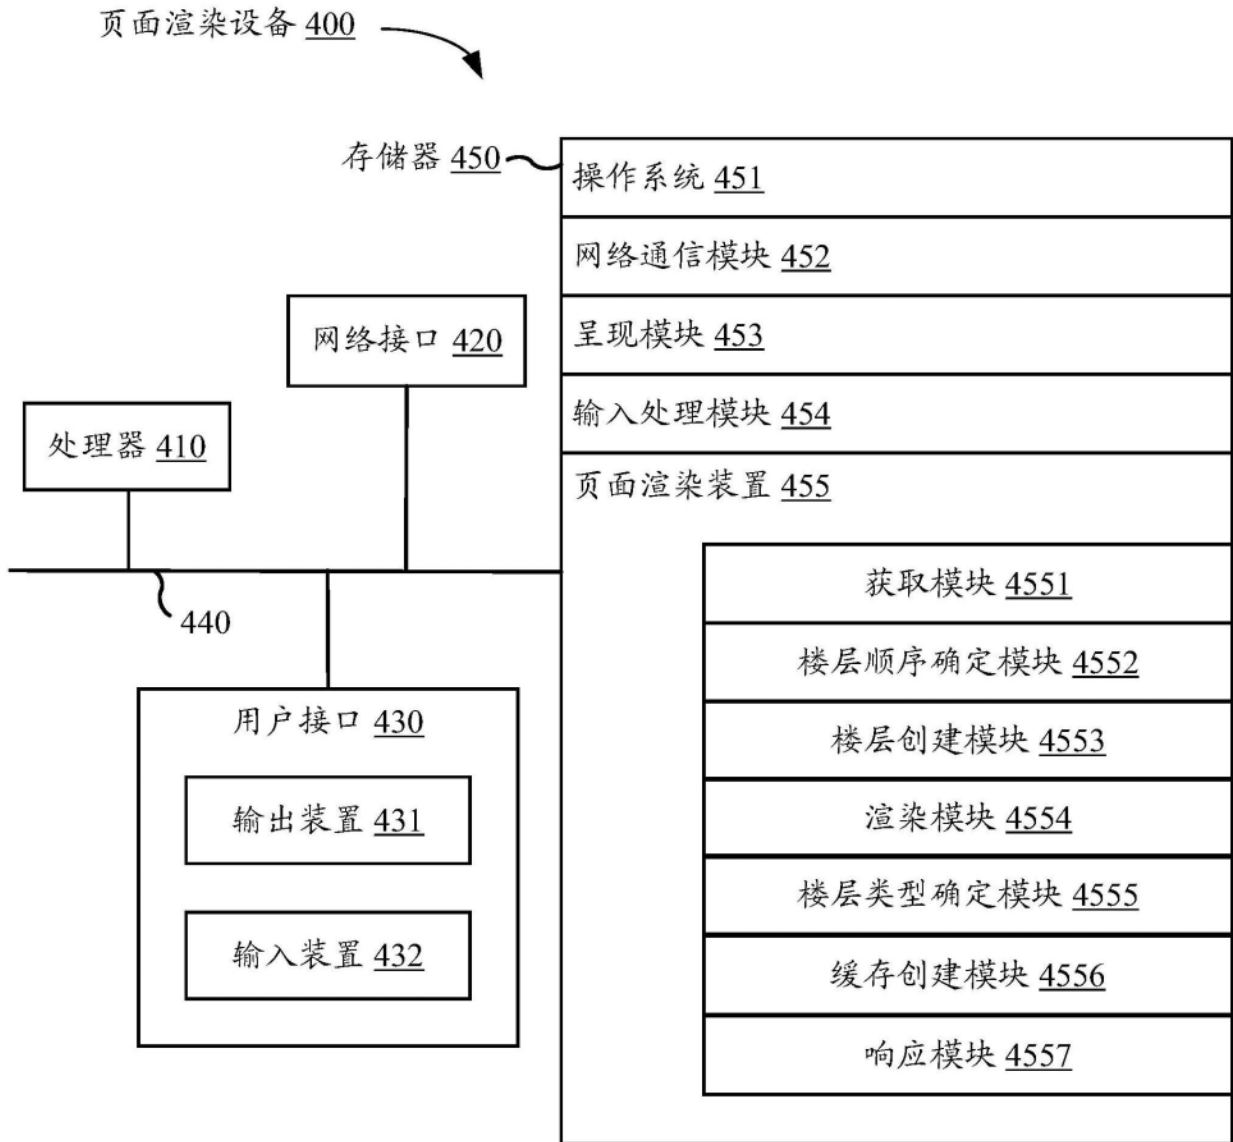 页面渲染设备 400
存储器 450
操作系统 451
网络通信模块 452
呈现模块 453
输入处理模块 454
页面渲染装置 455
获取模块 4551
楼层顺序确定模块 4552
楼层创建模块 4553
渲染模块 4554
楼层类型确定模块 4555
缓存创建模块 4556
响应模块 4557
网络接口 420
处理器 410
440
用户接口 430
输出装置 431
输入装置 432